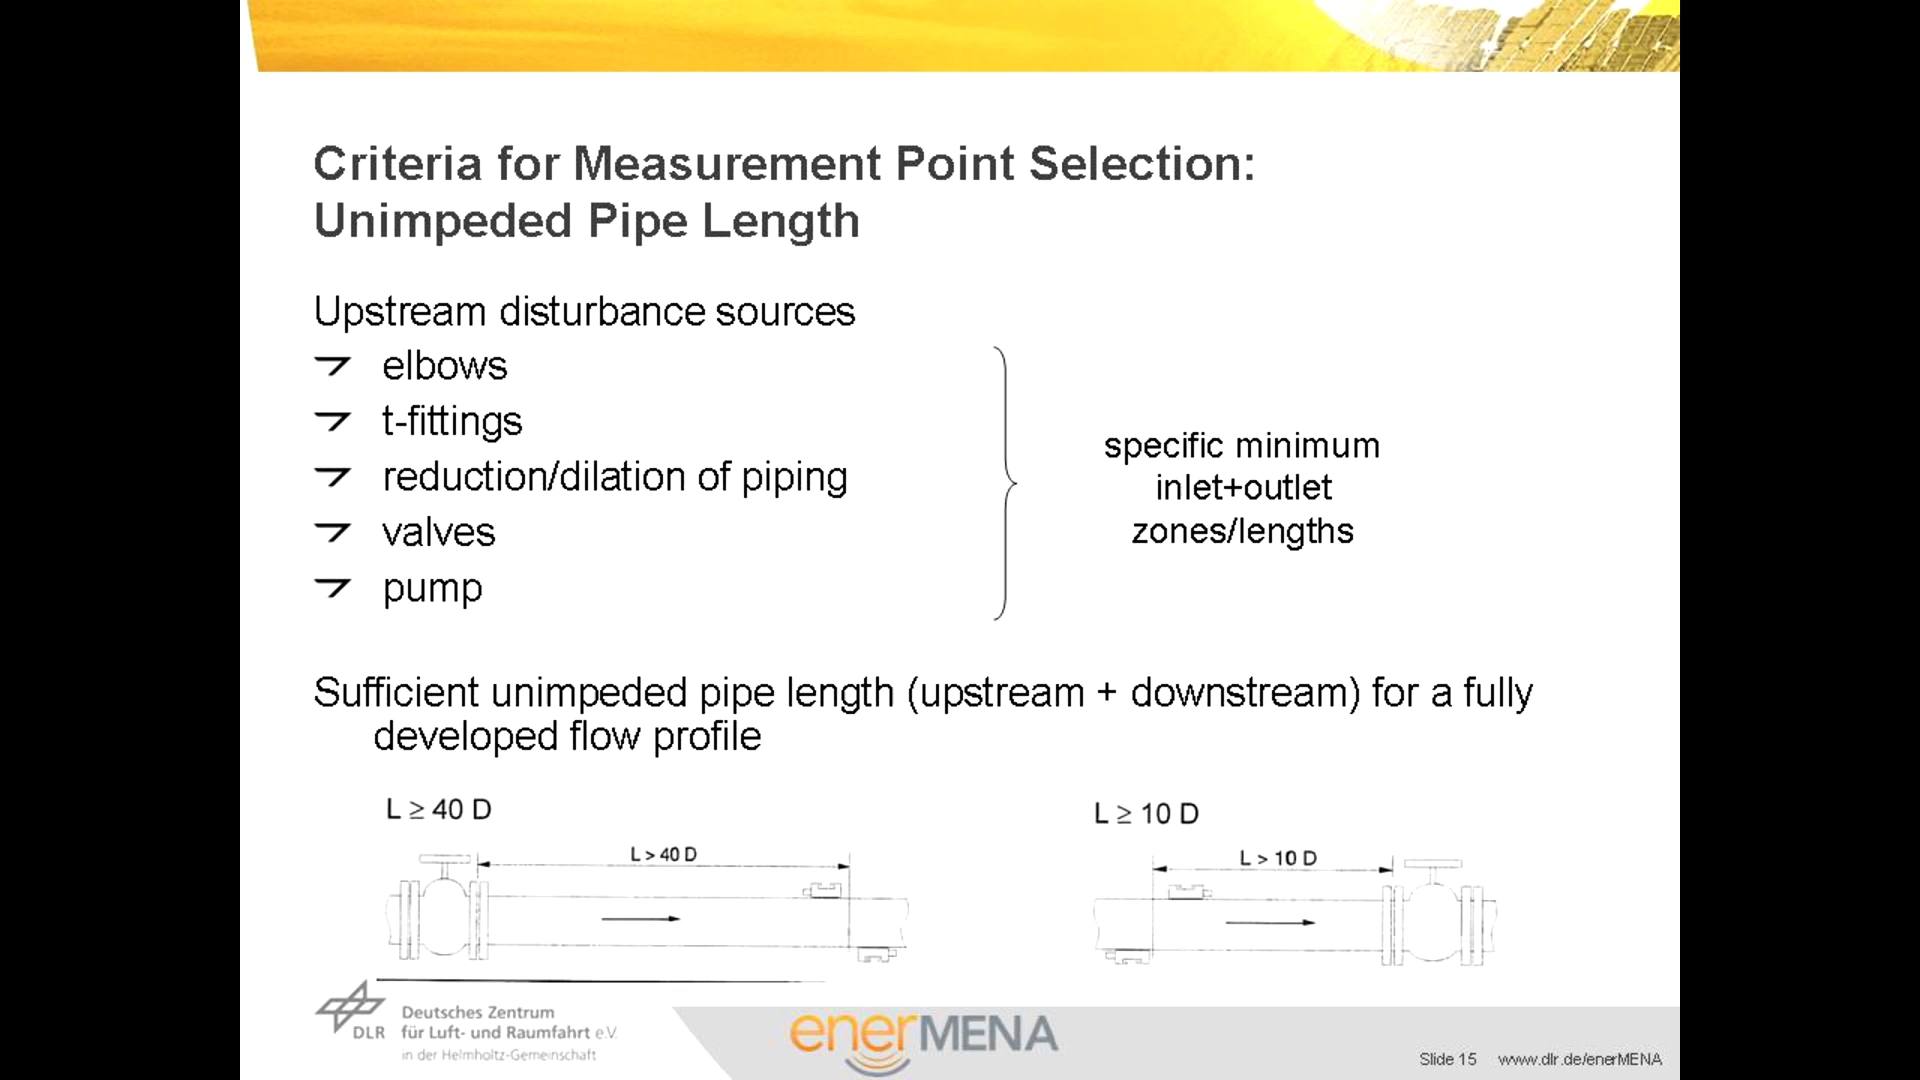 Criteria for Measurement Point Selection:
Unimpeded Pipe Length
Upstream disturbance sources
elbows
t-fittings
reduction/dilation of piping
valves
pump
specific minimum
inlet+outlet
zones/lengths
Sufficient unimpeded pipe length (upstream + downstream) for a fully
developed flow profile
L ≥ 40 D
L > 40 D
L ≥ 10 D
L > 10 D
DLR
Deutsches Zentrum
für Luft- und Raumfahrt e.V.
in der Helmholtz-Gemeinschaft
enerMENA
Slide 15 www.dlr.de/enerMENA